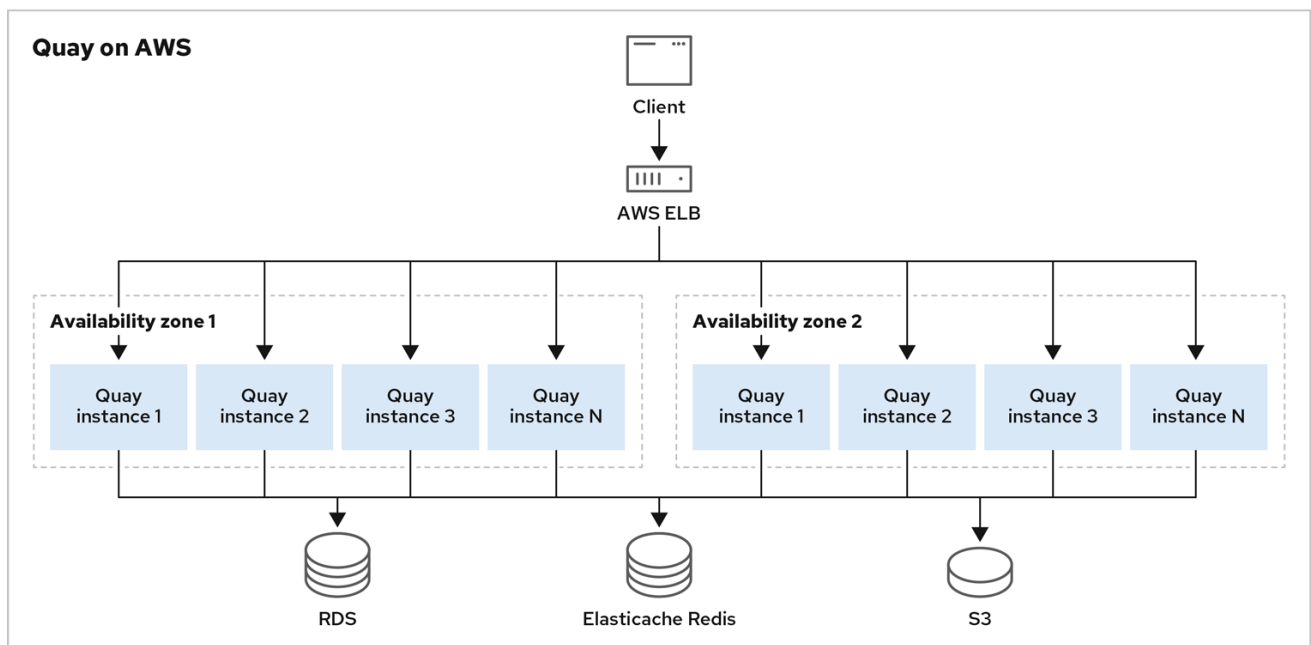 Quay on AWS
Client
AWS ELB
Availability zone 1
Availability zone 2
Quay
instance 1
Quay
instance 2
Quay
instance 3
Quay
instance N
Quay
instance 1
Quay
instance 2
Quay
instance 3
Quay
instance N
RDS
Elasticache Redis
S3